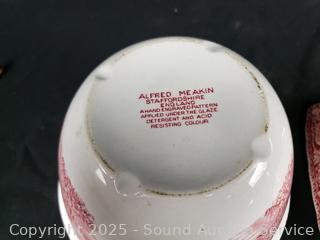 ALFRED MEAKIN
STAFFORDSHIRE
ENGLAND
A HAND ENGRAVED PATTERN
APPLIED UNDER THE GLAZE
DETERGENT AND ACID
RESISTING COLOUR
Copyright 2025 - Sound Auction Service